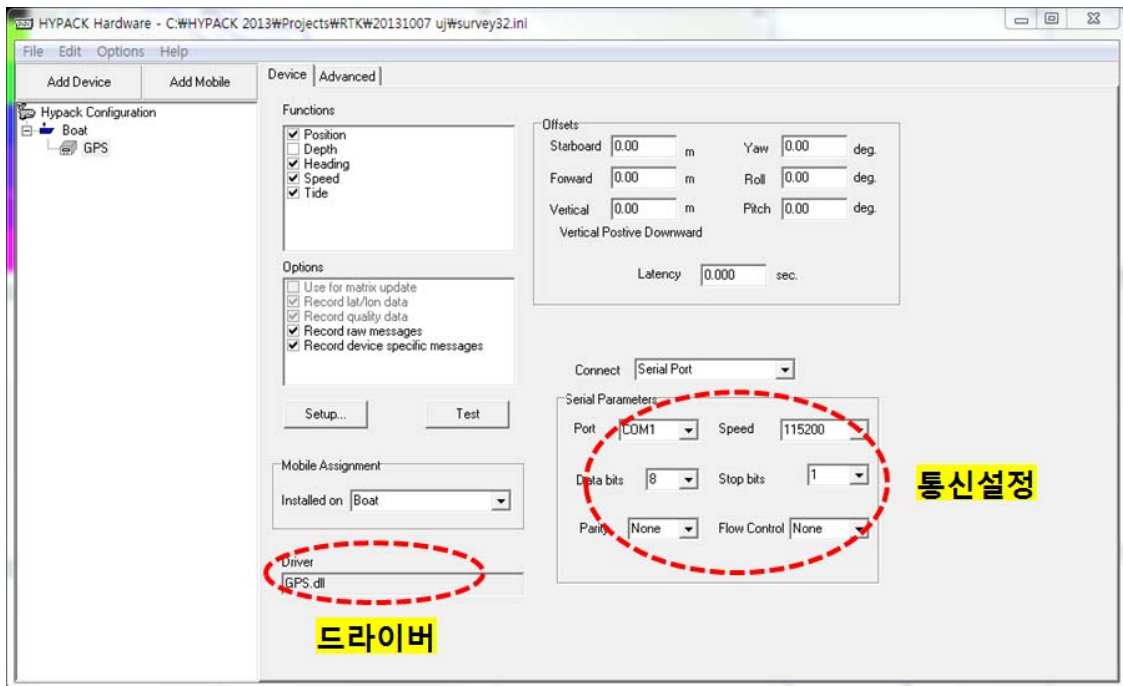 HYPACK Hardware - C:₩HYPACK 2013₩Projects₩RTK₩20131007 uj₩survey32.ini
File Edit Options Help
Add Device Add Mobile
Device Advanced
Hypack Configuration
Boat
GPS
Functions
Position
Depth
Heading
Speed
Tide
Options
Use for matrix update
Record lat/lon data
Record quality data
Record raw messages
Record device specific messages
Setup... Test
Mobile Assignment
Installed on Boat
Driver
GPS.dll
드라이버
Offsets
Starboard 0.00 m Yaw 0.00 deg.
Forward 0.00 m Roll 0.00 deg.
Vertical 0.00 m Pitch 0.00 deg.
Vertical Postive Downward
Latency 0.000 sec.
Connect Serial Port
Serial Parameters
Port COM1 Speed 115200
Data bits 8 Stop bits 1
Parity None Flow Control None
통신설정